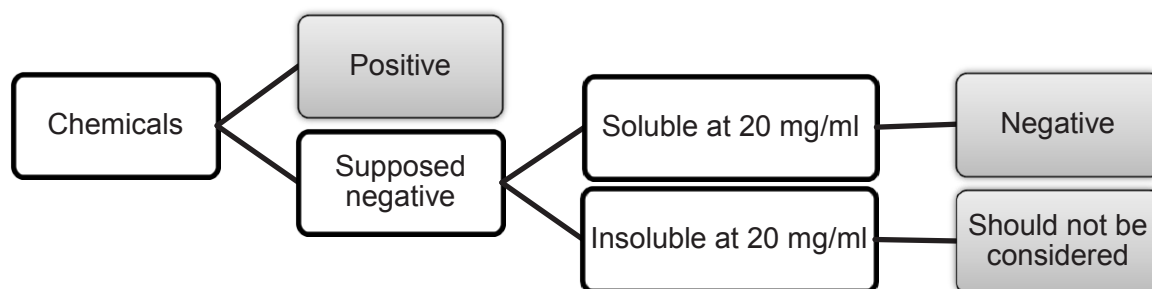 Chemicals
Positive
Supposed
negative
Soluble at 20 mg/ml
Insoluble at 20 mg/ml
Negative
Should not be
considered